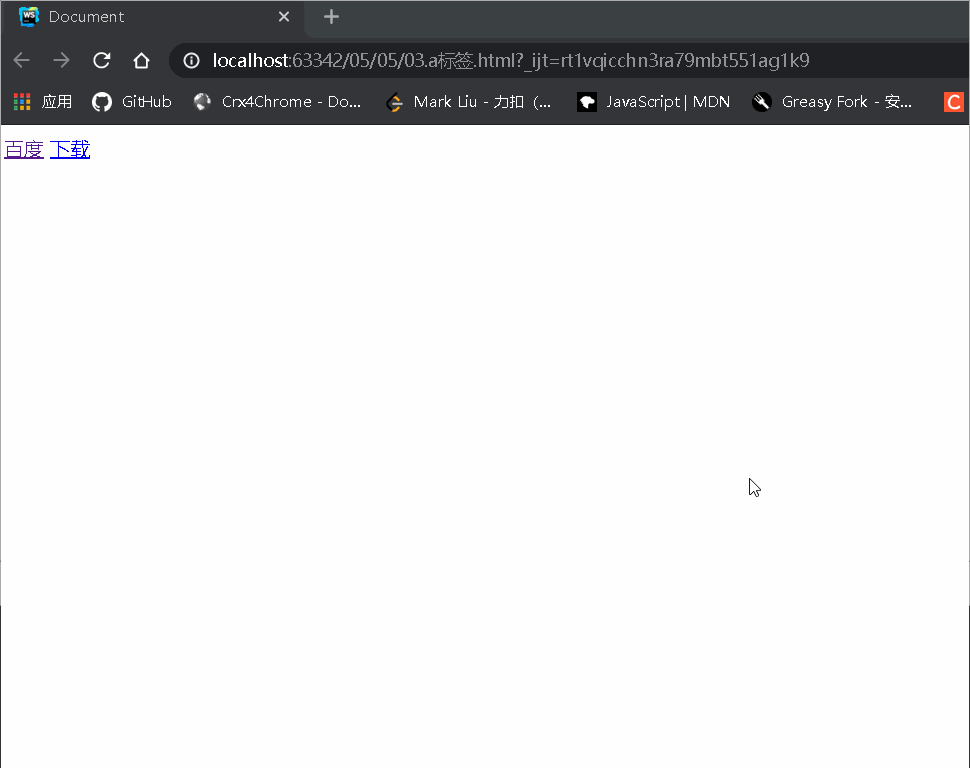 Document
localhost:63342/05/05/03.a标签.html?_ijt=rt1vqicchn3ra79mbt551ag1k9
应用 GitHub Crx4Chrome - Do... Mark Liu - 力扣（... JavaScript | MDN Greasy Fork - 安... C
百度 下载